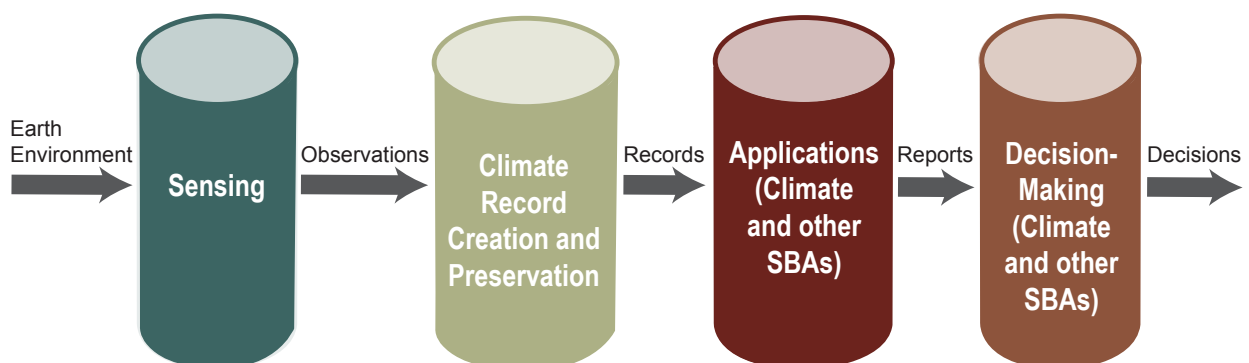 Earth
Environment
Sensing
Observations
Climate
Record
Creation and
Preservation
Records
Applications
(Climate
and other
SBAs)
Reports
Decision-
Making
(Climate
and other
SBAs)
Decisions